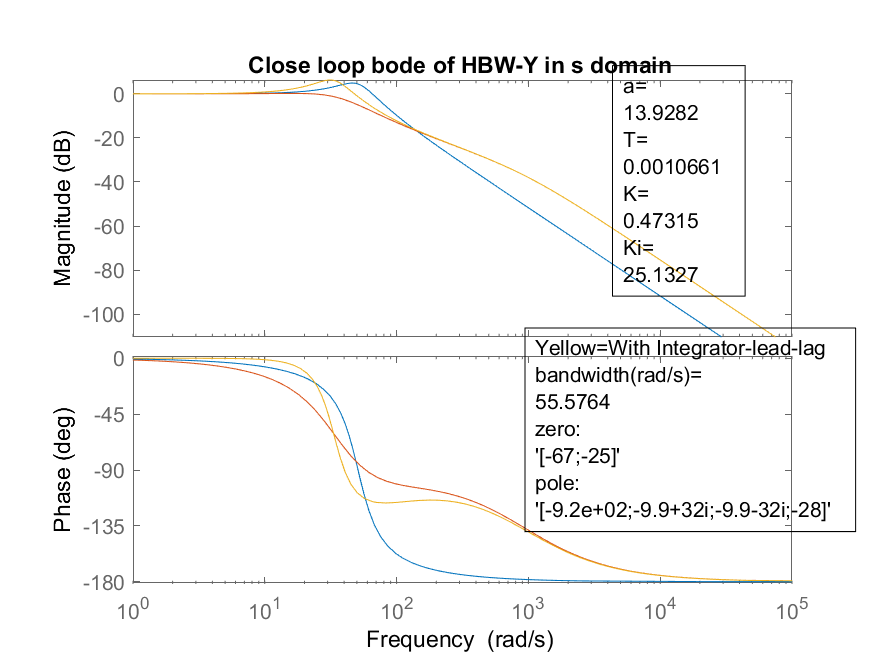 Close loop bode of HBW-Y in s domain
Magnitude (dB)
0
-20
-40
-60
-80
-100
a=
13.9282
T=
0.0010661
K=
0.47315
Ki=
25.1327
Phase (deg)
0
-45
-90
-135
-180
Yellow=With Integrator-lead-lag
bandwidth(rad/s)=
55.5764
zero:
'[-67;-25]'
pole:
'[-9.2e+02;-9.9+32i;-9.9-32i;-28]'
10^0 10^1 10^2 10^3 10^4 10^5
Frequency (rad/s)